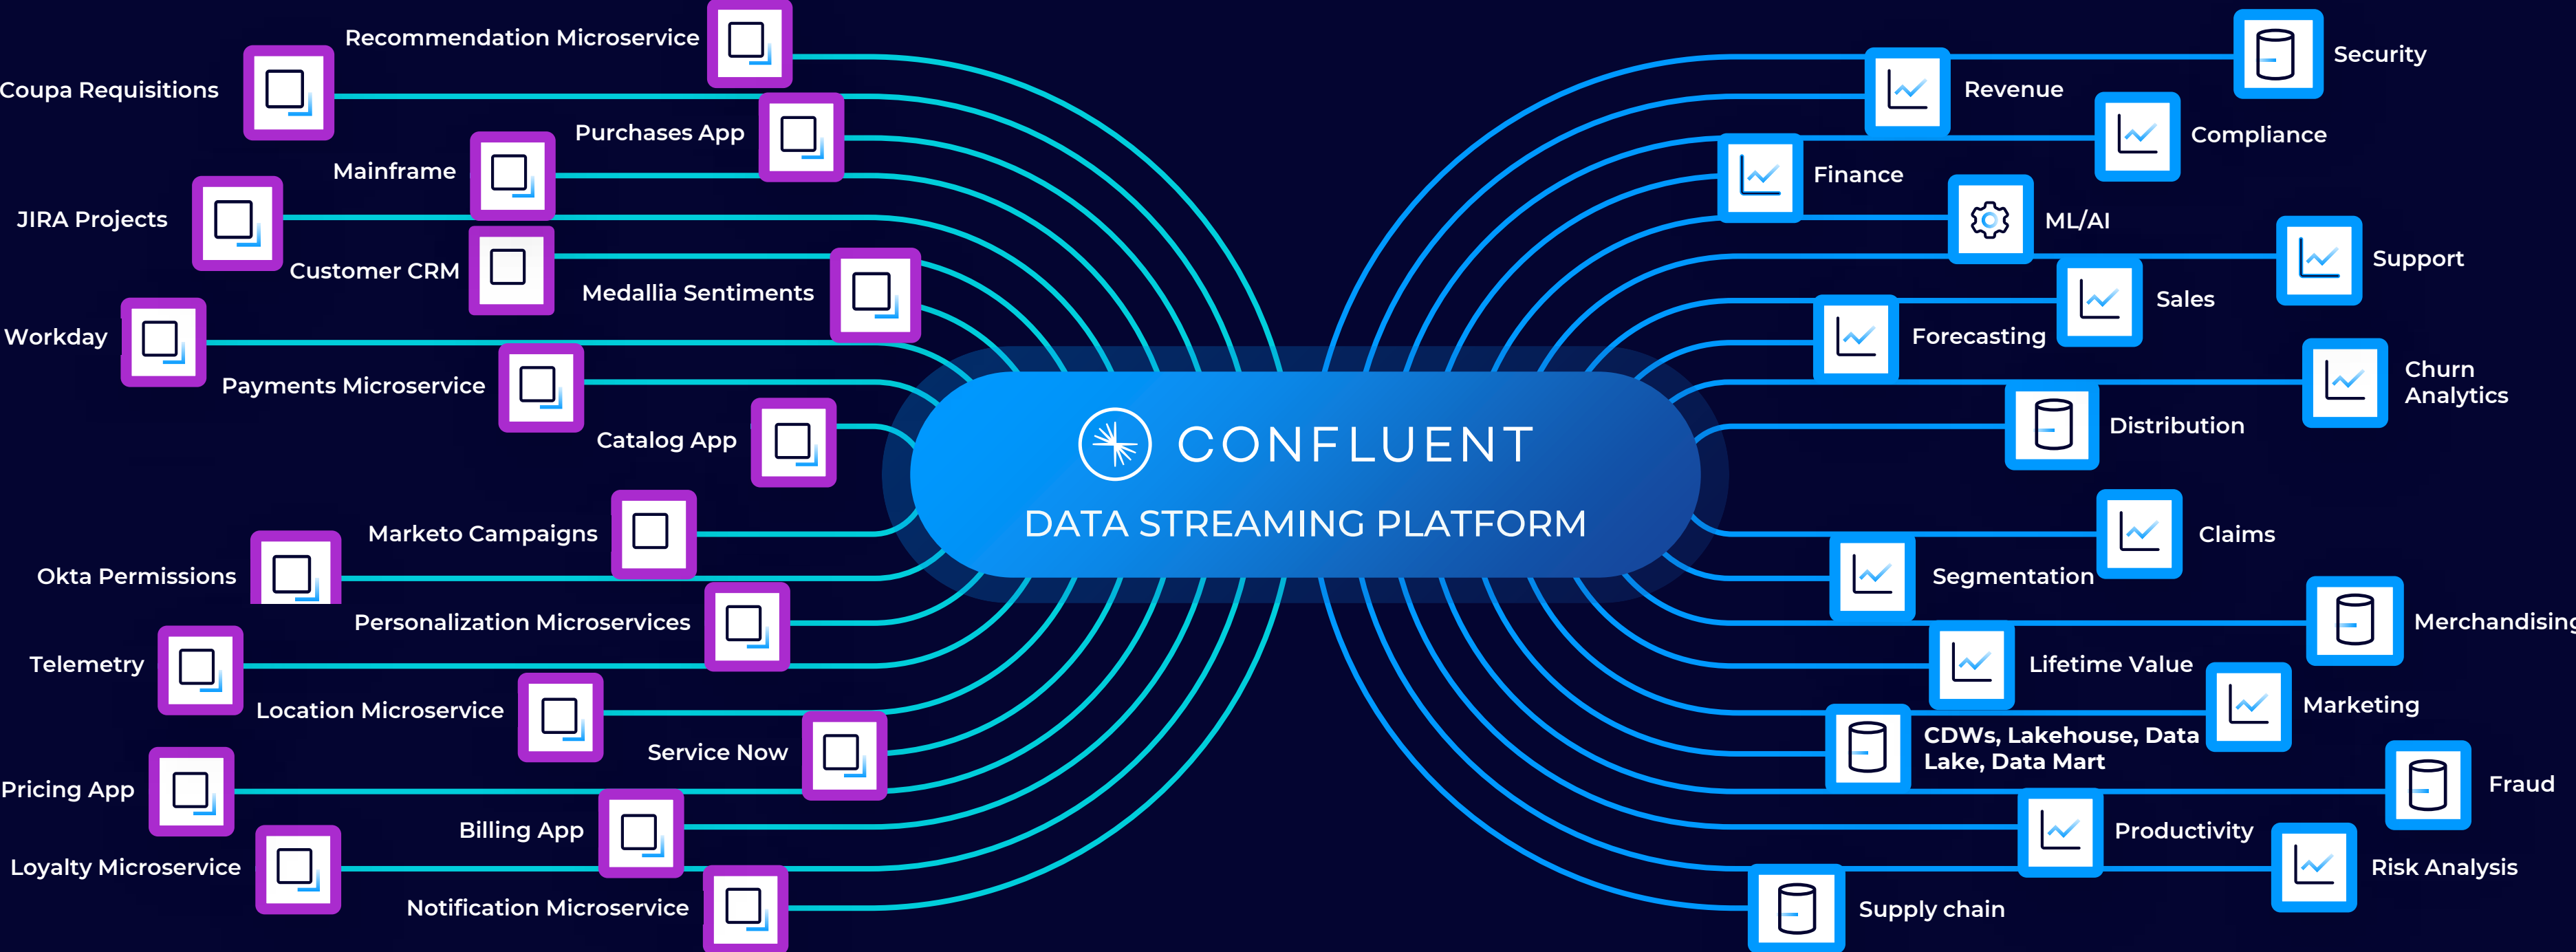 Recommendation Microservice
Coupa Requisitions
Purchases App
Mainframe
JIRA Projects
Customer CRM
Medallia Sentiments
Workday
Payments Microservice
Catalog App
Marketo Campaigns
Okta Permissions
Personalization Microservices
Telemetry
Location Microservice
Service Now
Pricing App
Billing App
Loyalty Microservice
Notification Microservice
CONFLUENT
DATA STREAMING PLATFORM
Security
Revenue
Compliance
Finance
ML/AI
Support
Sales
Forecasting
Churn
Analytics
Distribution
Claims
Segmentation
Merchandising
Lifetime Value
Marketing
CDWs, Lakehouse, Data
Lake, Data Mart
Fraud
Productivity
Risk Analysis
Supply chain